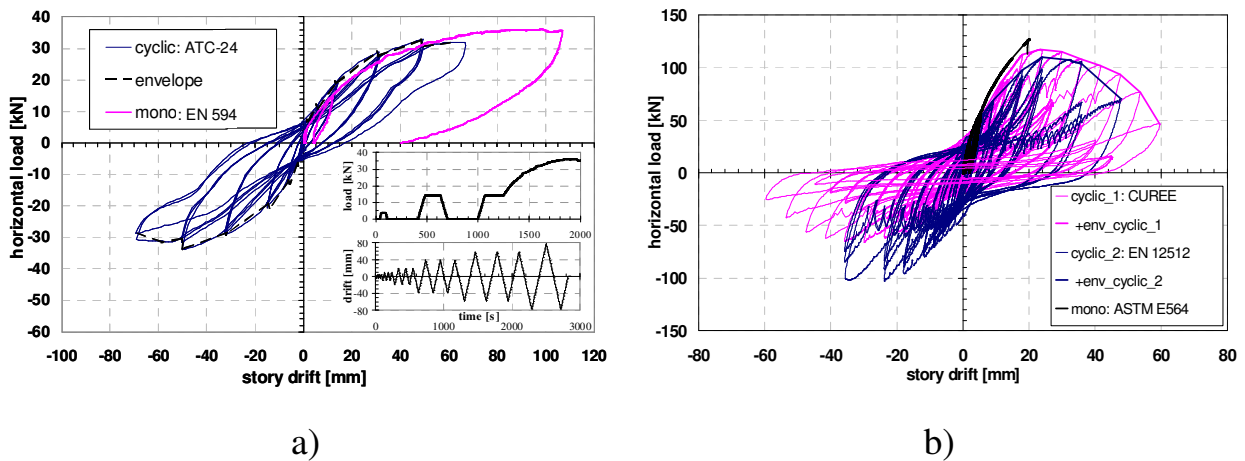 40
30
20
10
0
-10
-20
-30
-40
-50
-60
horizontal load [kN]
cyclic: ATC-24
envelope
mono: EN 594
-100 -80 -60 -40 -20 0 20 40 60 80 100 120
story drift [mm]
load [kN]
40
20
0
0 500 1000 1500 2000
drift [mm]
80
40
0
-40
-80
time [s]
0 1000 2000 3000
a)
150
100
50
0
-50
-100
-150
horizontal load [kN]
cyclic_1: CUREE
+env_cyclic_1
cyclic_2: EN 12512
+env_cyclic_2
mono: ASTM E564
-80 -60 -40 -20 0 20 40 60 80
story drift [mm]
b)